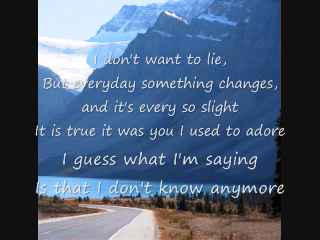 I don't want to lie,
But everyday something changes,
and it's every so slight
It is true it was you I used to adore
I guess what I'm saying
Is that I don't know anymore